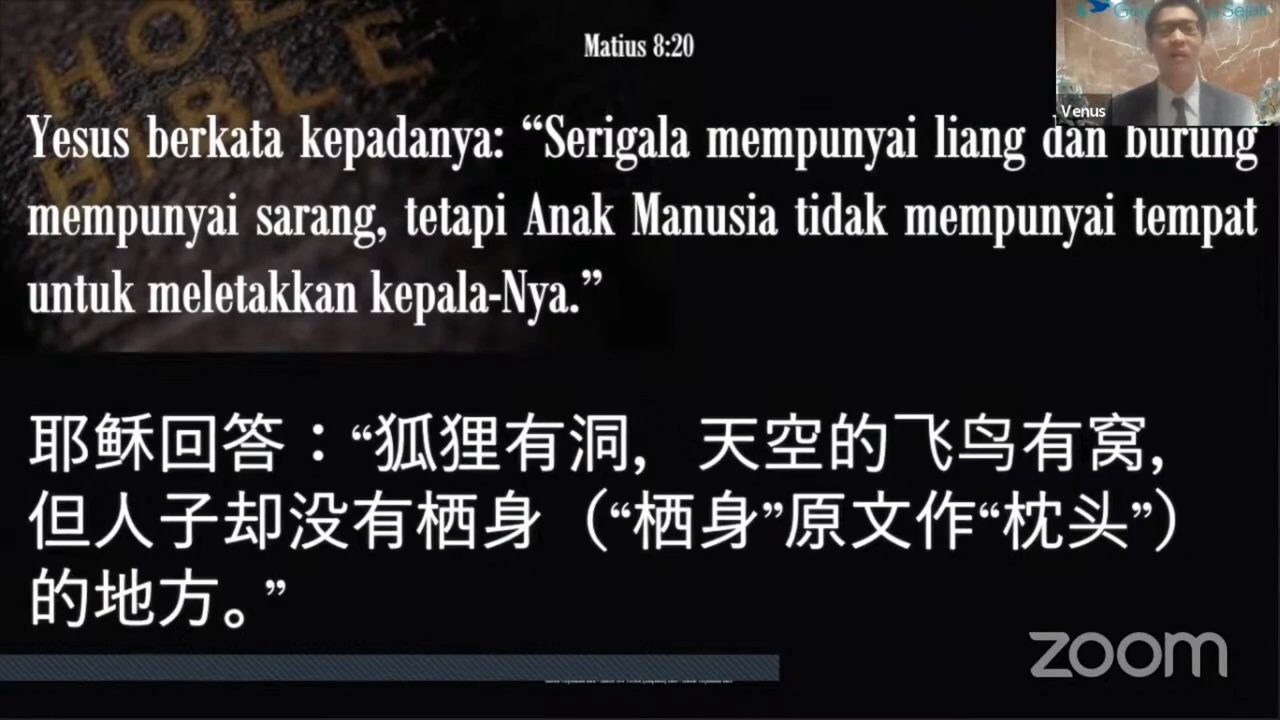 HOLY
BIBLE
Matius 8:20
Venus
Yesus berkata kepadanya: “Serigala mempunyai liang dan burung
mempunyai sarang, tetapi Anak Manusia tidak mempunyai tempat
untuk meletakkan kepala-Nya.”
耶稣回答：“狐狸有洞， 天空的飞鸟有窝，
但人子却没有栖身（“栖身”原文作“枕头”）
的地方。”
zoom